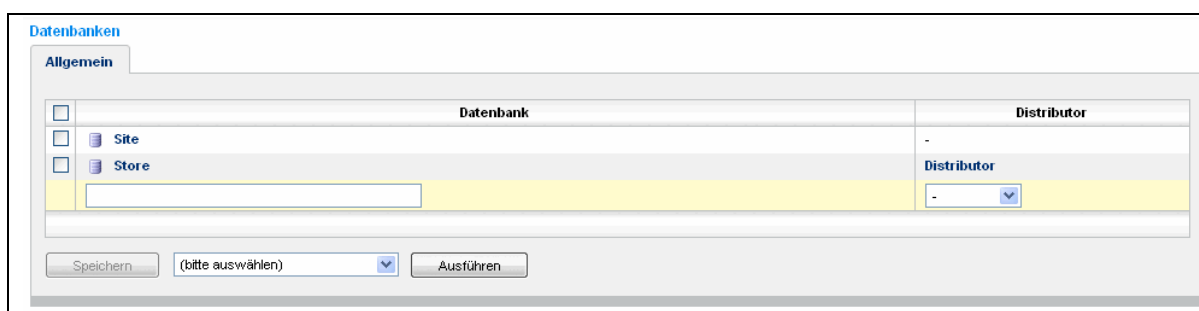 Datenbanken
Allgemein
Datenbank Distributor
Site -
Store Distributor
-
Speichern (bitte auswählen) Ausführen